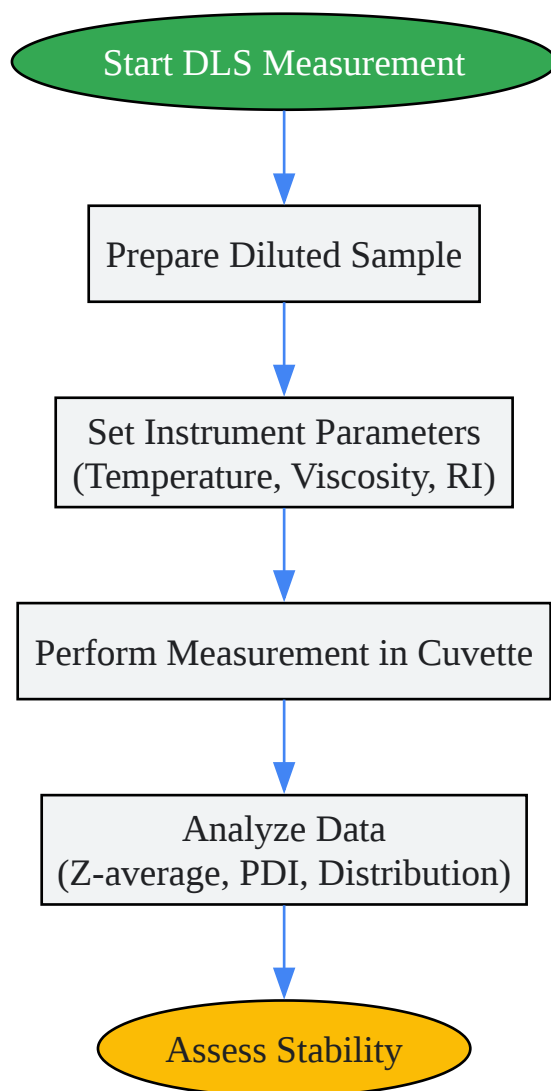 Start DLS Measurement
Prepare Diluted Sample
Set Instrument Parameters
(Temperature, Viscosity, RI)
Perform Measurement in Cuvette
Analyze Data
(Z-average, PDI, Distribution)
Assess Stability